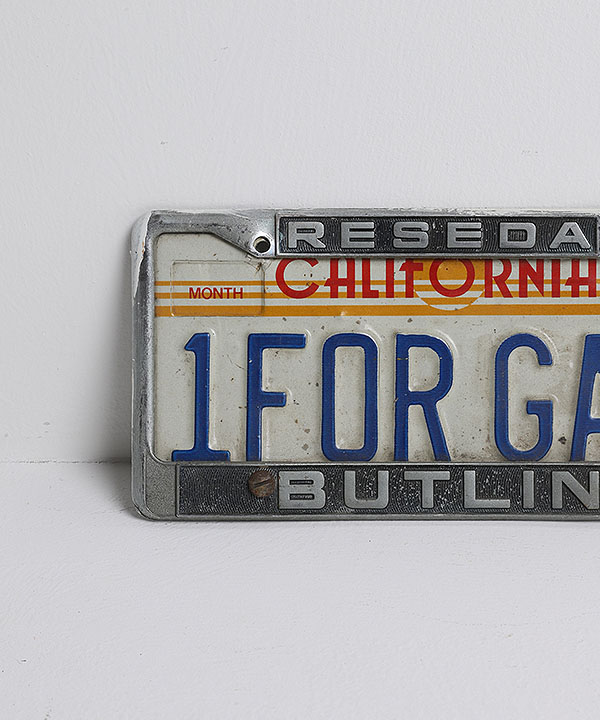 RESEDA
CALIFORNIA
MONTH
1FOR GA
BUTLIN